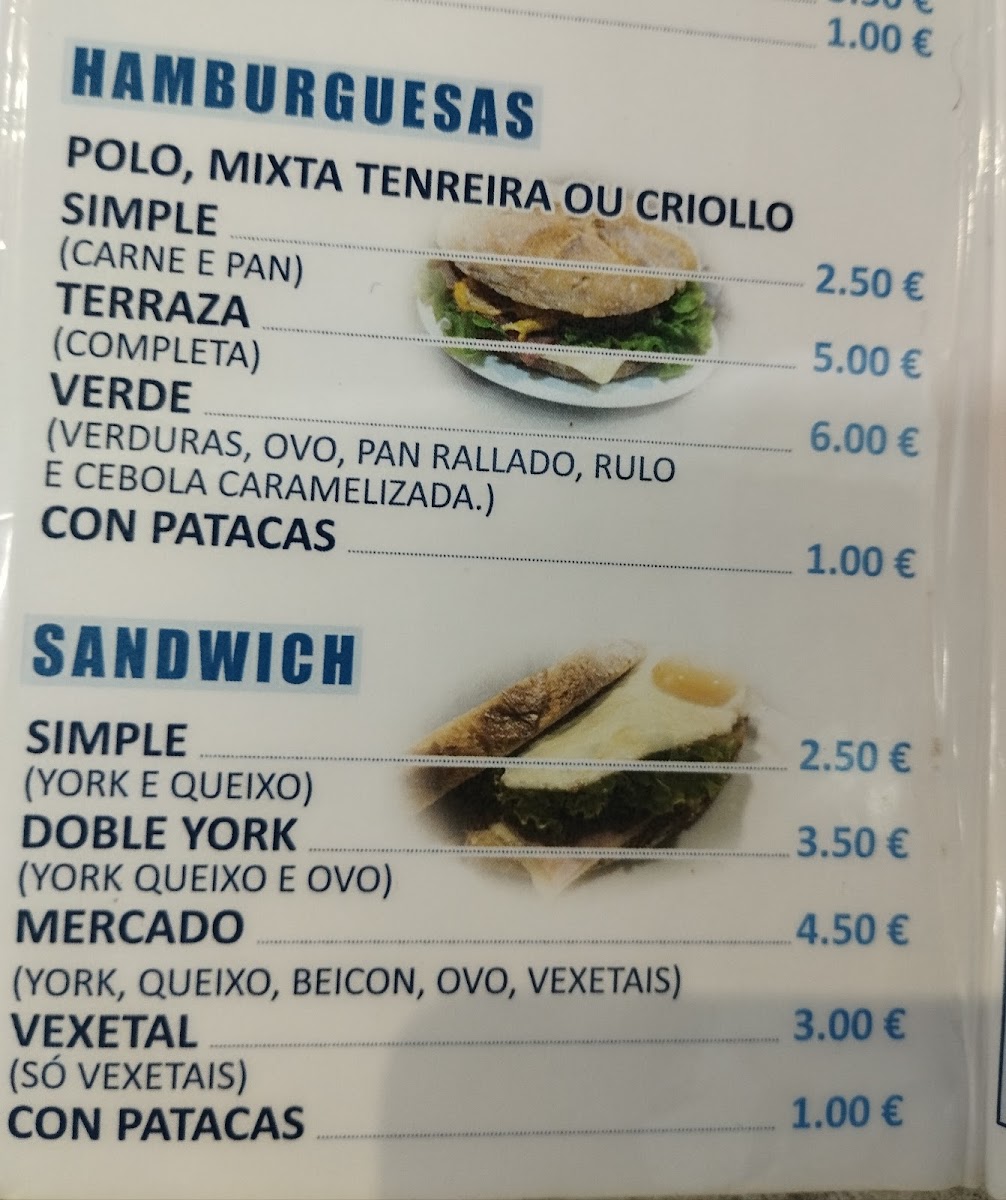 1.00 €
HAMBURGUESAS
POLO, MIXTA TENREIRA OU CRIOLLO
SIMPLE 2.50 €
(CARNE E PAN)
TERRAZA 5.00 €
(COMPLETA)
VERDE 6.00 €
(VERDURAS, OVO, PAN RALLADO, RULO
E CEBOLA CARAMELIZADA.)
CON PATACAS 1.00 €
SANDWICH
SIMPLE 2.50 €
(YORK E QUEIXO)
DOBLE YORK 3.50 €
(YORK QUEIXO E OVO)
MERCADO 4.50 €
(YORK, QUEIXO, BEICON, OVO, VEXETAIS)
VEXETAL 3.00 €
(SÓ VEXETAIS)
CON PATACAS 1.00 €